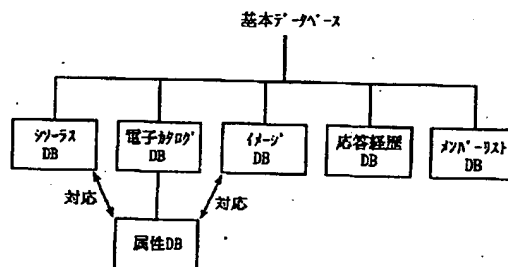 基本データベース
シソーラス
DB
電子カタログ
DB
イメージ
DB
応答経歴
DB
メンバーリスト
DB
対応
対応
属性DB